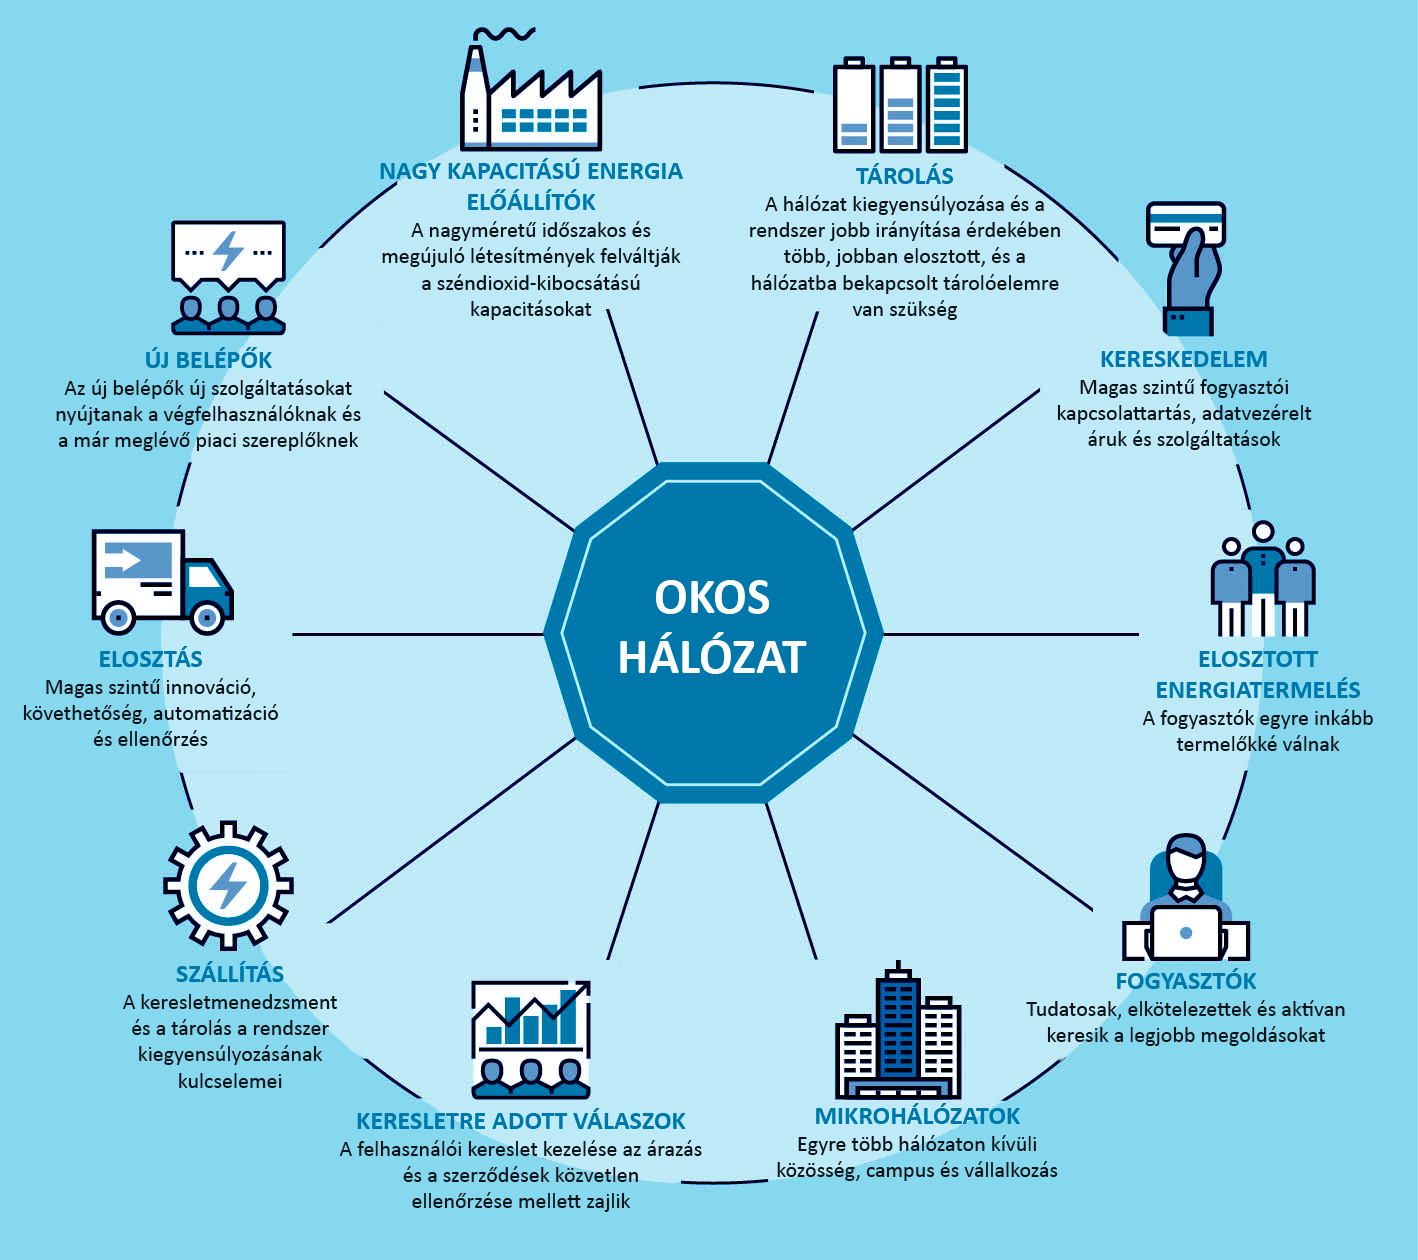 NAGY KAPACITÁSÚ ENERGIA
ELŐÁLLÍTÓK
A nagyméretű időszakos és
megújuló létesítmények felváltják
a széndioxid-kibocsátású
kapacitásokat
TÁROLÁS
A hálózat kiegyensúlyozása és a
rendszer jobb irányítása érdekében
több, jobban elosztott, és a
hálózatba bekapcsolt tárolóelemre
van szükség
KERESKEDELEM
Magas szintű fogyasztói
kapcsolattartás, adatvezérelt
áruk és szolgáltatások
ELOSZTOTT
ENERGIATERMELÉS
A fogyasztók egyre inkább
termelőkké válnak
FOGYASZTÓK
Tudatosak, elkötelezettek és aktívan
keresik a legjobb megoldásokat
MIKROHÁLÓZATOK
Egyre több hálózaton kívüli
közösség, campus és vállalkozás
KERESLETRE ADOTT VÁLASZOK
A felhasználói kereslet kezelése az árazás
és a szerződések közvetlen
ellenőrzése mellett zajlik
SZÁLLÍTÁS
A keresletmenedzsment
és a tárolás a rendszer
kiegyensúlyozásának
kulcselemei
ELOSZTÁS
Magas szintű innováció,
követhetőség, automatizáció
és ellenőrzés
ÚJ BELÉPŐK
Az új belépők új szolgáltatásokat
nyújtanak a végfelhasználóknak és
a már meglévő piaci szereplőknek
OKOS
HÁLÓZAT